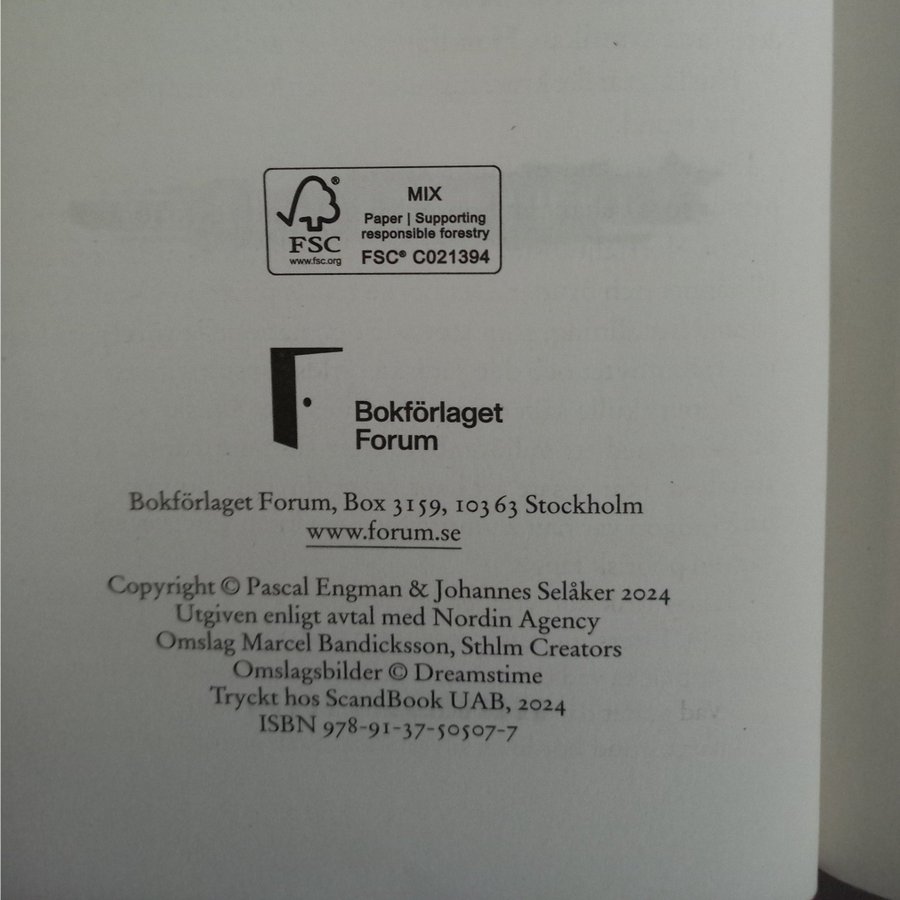 MIX
Paper | Supporting
responsible forestry
FSC® C021394
FSC
www.fsc.org
Bokförlaget
Forum
Bokförlaget Forum, Box 3159, 103 63 Stockholm
www.forum.se
Copyright © Pascal Engman & Johannes Selåker 2024
Utgiven enligt avtal med Nordin Agency
Omslag Marcel Bandicksson, Sthlm Creators
Omslagsbilder © Dreamstime
Tryckt hos ScandBook UAB, 2024
ISBN 978-91-37-50507-7